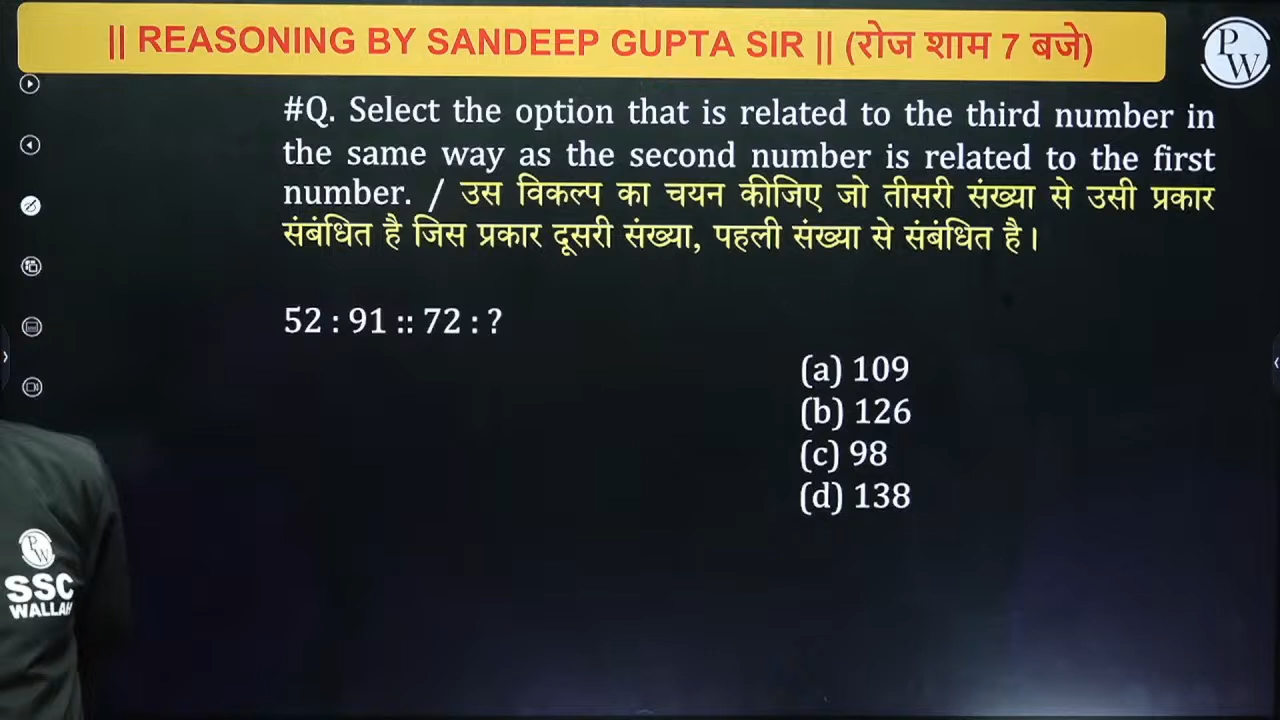 || REASONING BY SANDEEP GUPTA SIR || (रोज शाम 7 बजे)
PW
#Q. Select the option that is related to the third number in
the same way as the second number is related to the first
number. / उस विकल्प का चयन कीजिए जो तीसरी संख्या से उसी प्रकार
संबंधित है जिस प्रकार दूसरी संख्या, पहली संख्या से संबंधित है।
52 : 91 :: 72 : ?
(a) 109
(b) 126
(c) 98
(d) 138
PW
SSC
WALLAH